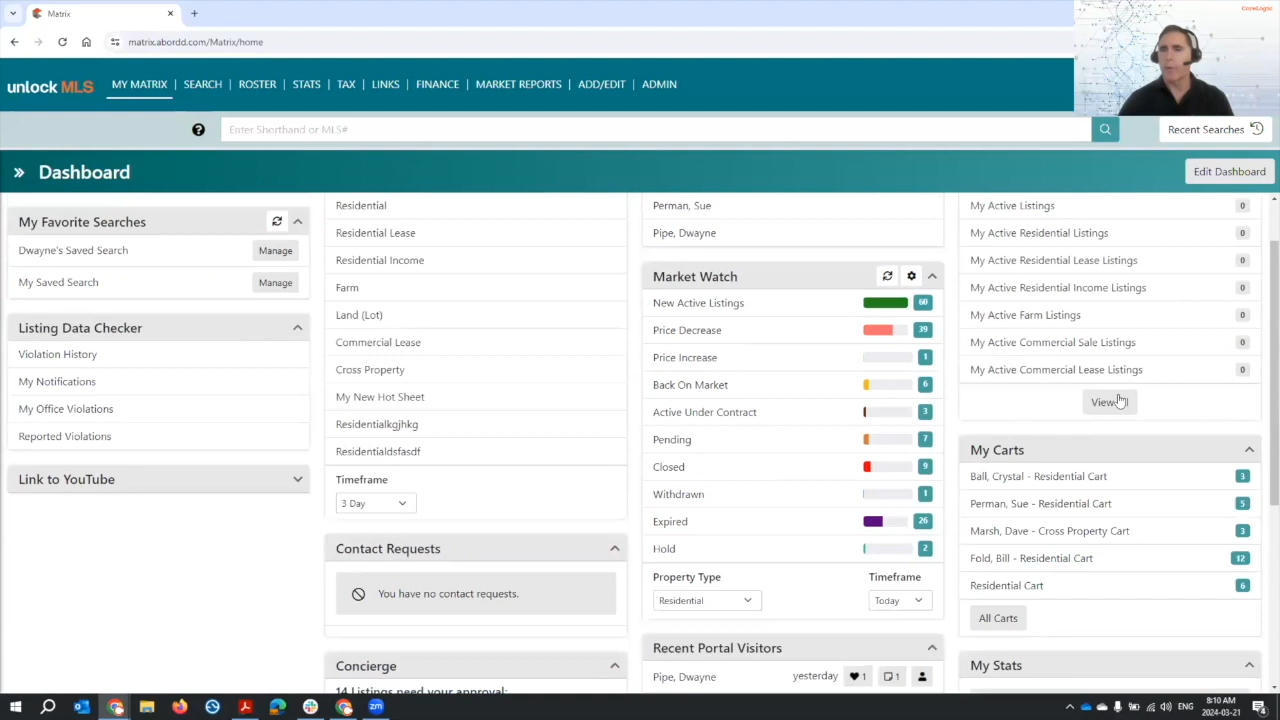 Matrix
matrix.abordd.com/Matrix/home
CoreLogic
unlock MLS
MY MATRIX
SEARCH
ROSTER
STATS
TAX
LINKS
FINANCE
MARKET REPORTS
ADD/EDIT
ADMIN
Enter Shorthand or MLS#
Recent Searches
Dashboard
Edit Dashboard
My Favorite Searches
Dwayne's Saved Search
Manage
My Saved Search
Manage
Listing Data Checker
Violation History
My Notifications
My Office Violations
Reported Violations
Link to YouTube
Residential
Residential Lease
Residential Income
Farm
Land (Lot)
Commercial Lease
Cross Property
My New Hot Sheet
Residentialkgjhkg
Residentialdsfasdf
Timeframe
3 Day
Contact Requests
You have no contact requests.
Concierge
14 Listings need your approval:
Perman, Sue
Pipe, Dwayne
Market Watch
New Active Listings 60
Price Decrease 39
Price Increase 1
Back On Market 6
Active Under Contract 3
Pending 7
Closed 9
Withdrawn 1
Expired 26
Hold 2
Property Type
Timeframe
Residential
Today
Recent Portal Visitors
Pipe, Dwayne
yesterday
1
1
My Active Listings 0
My Active Residential Listings 0
My Active Residential Lease Listings 0
My Active Residential Income Listings 0
My Active Farm Listings 0
My Active Commercial Sale Listings 0
My Active Commercial Lease Listings 0
View
My Carts
Ball, Crystal - Residential Cart 3
Perman, Sue - Residential Cart 5
Marsh, Dave - Cross Property Cart 3
Fold, Bill - Residential Cart 12
Residential Cart 6
All Carts
My Stats
ENG
8:10 AM
2024-03-21
4